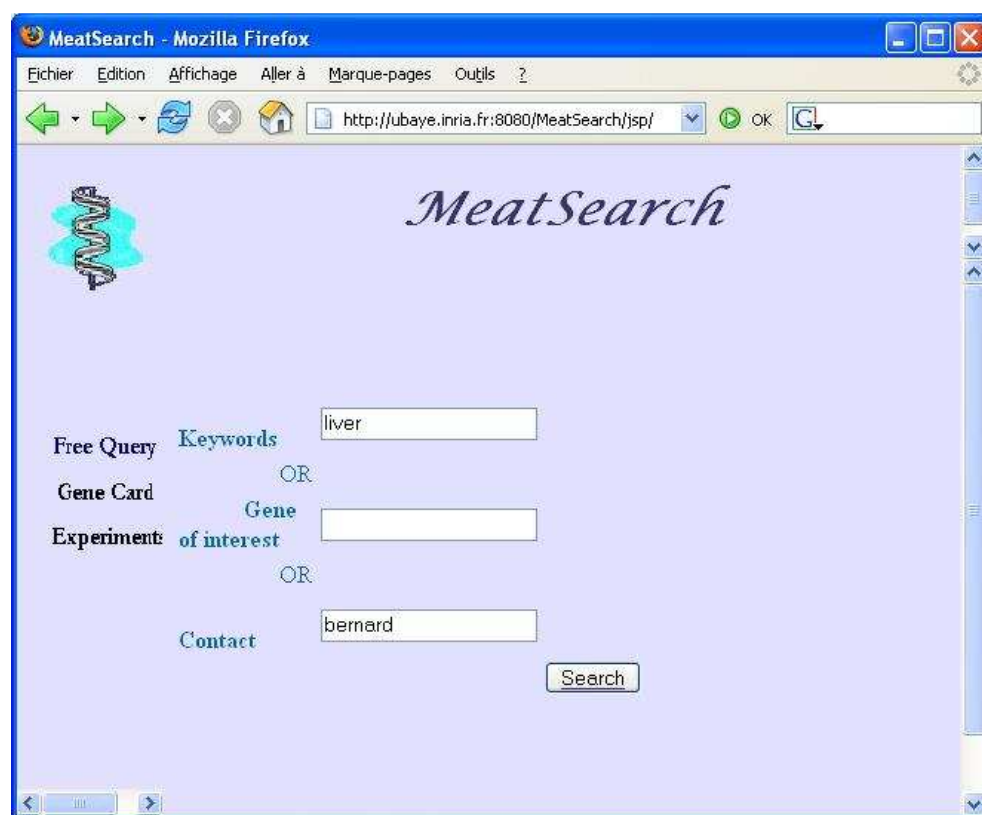 MeatSearch - Mozilla Firefox
Fichier Edition Affichage Aller à Marque-pages Outils ?
http://ubaye.inria.fr:8080/MeatSearch/jsp/ OK G
MeatSearch
Free Query
Gene Card
Experiments
Keywords liver
OR
Gene
of interest
OR
Contact bernard
Search